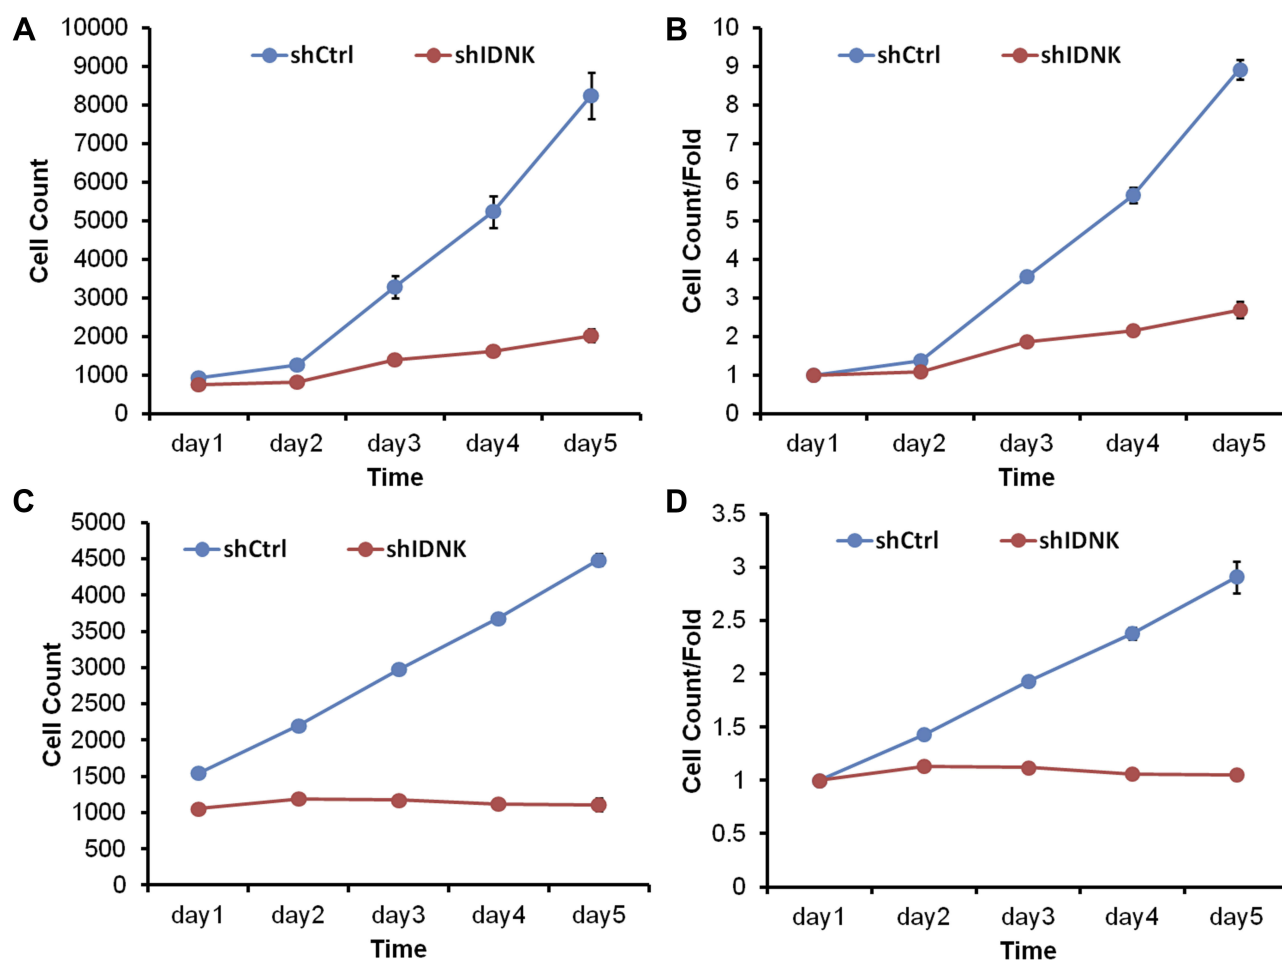 A
10000
9000
8000
7000
6000
5000
4000
3000
2000
1000
0
Cell Count
shCtrl shIDNK
day1 day2 day3 day4 day5
Time
B
10
9
8
7
6
5
4
3
2
1
0
Cell Count/Fold
shCtrl shIDNK
day1 day2 day3 day4 day5
Time
C
5000
4500
4000
3500
3000
2500
2000
1500
1000
500
0
Cell Count
shCtrl shIDNK
day1 day2 day3 day4 day5
Time
D
3.5
3
2.5
2
1.5
1
0.5
0
Cell Count/Fold
shCtrl shIDNK
day1 day2 day3 day4 day5
Time